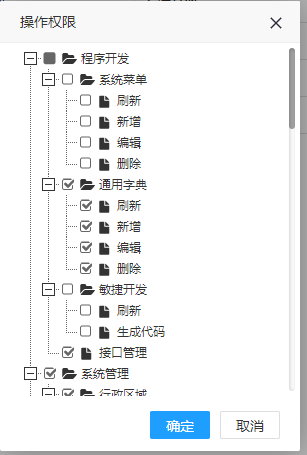 操作权限
程序开发
系统菜单
刷新
新增
编辑
删除
通用字典
刷新
新增
编辑
删除
敏捷开发
刷新
生成代码
接口管理
系统管理
行政区域
确定 取消